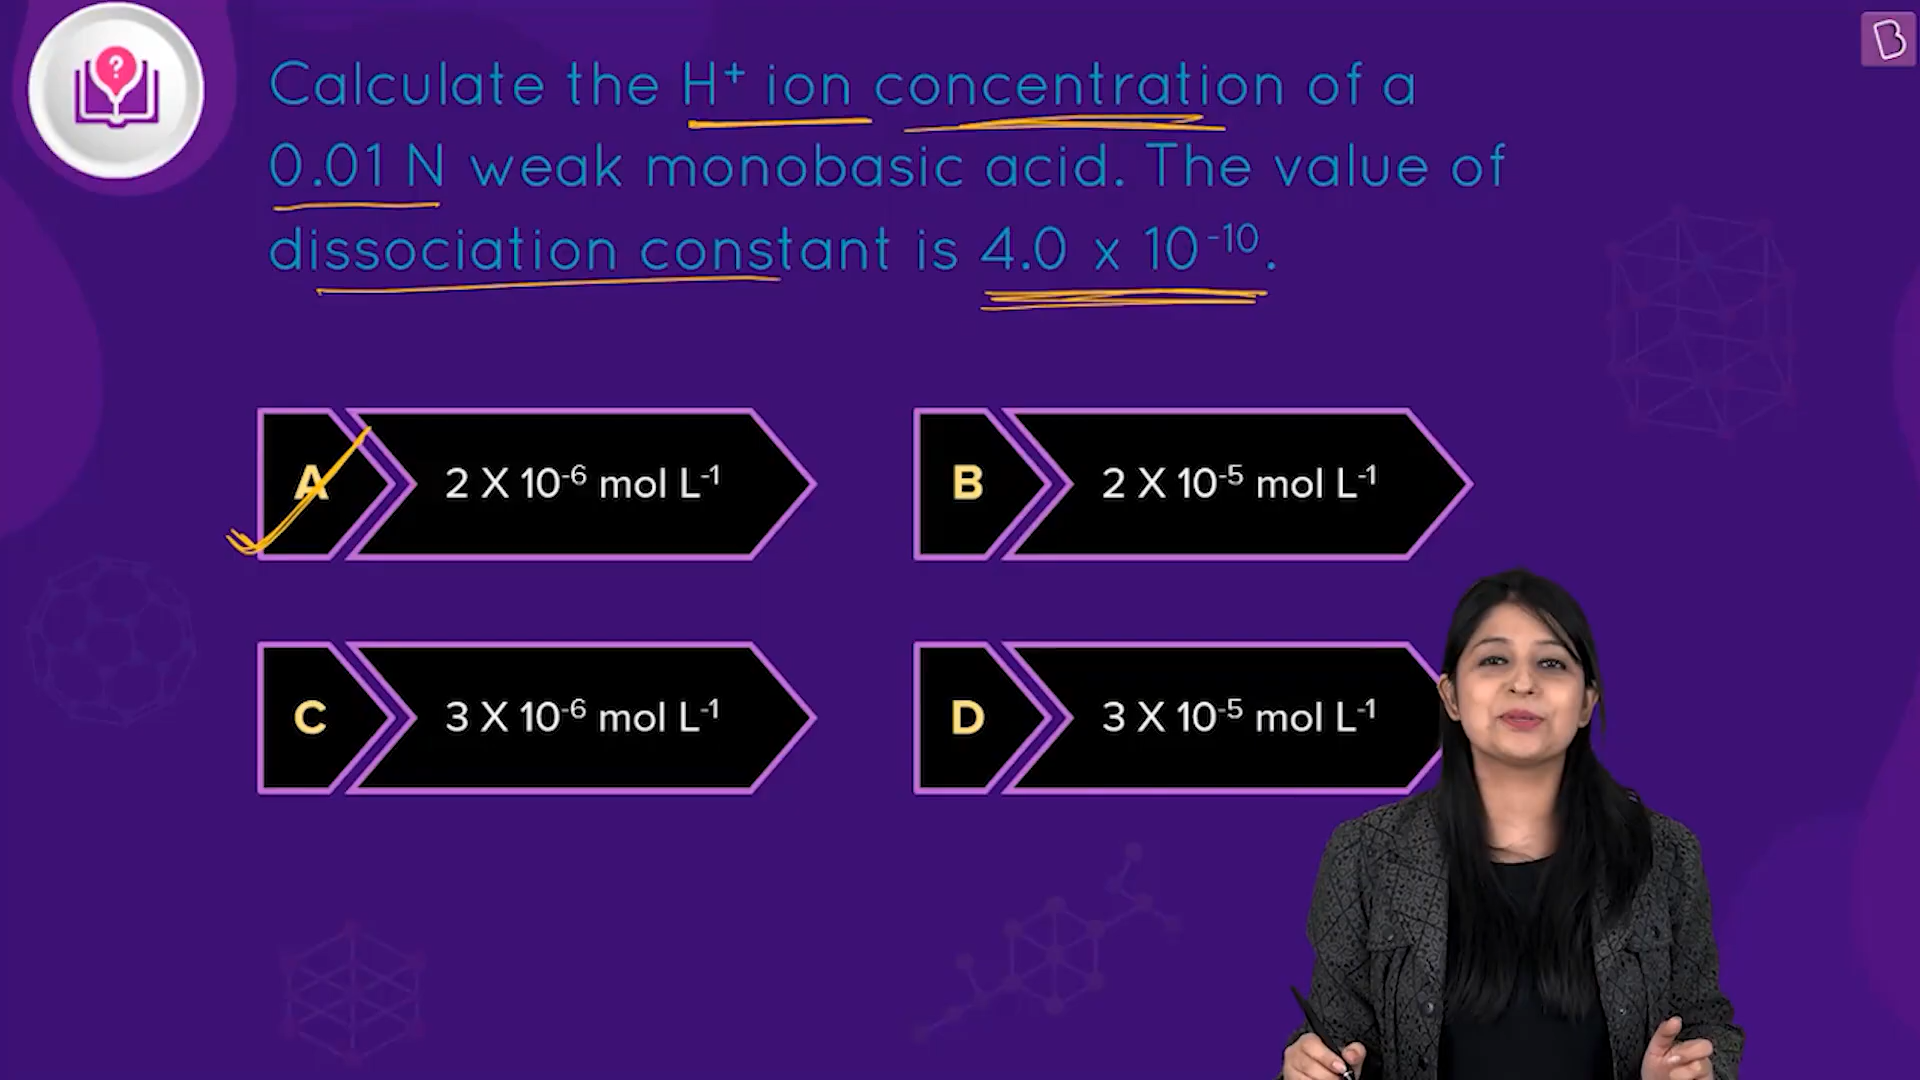 Calculate the H⁺ ion concentration of a
0.01 N weak monobasic acid. The value of
dissociation constant is 4.0 x 10⁻¹⁰.
A 2 X 10⁻⁶ mol L⁻¹
B 2 X 10⁻⁵ mol L⁻¹
C 3 X 10⁻⁶ mol L⁻¹
D 3 X 10⁻⁵ mol L⁻¹